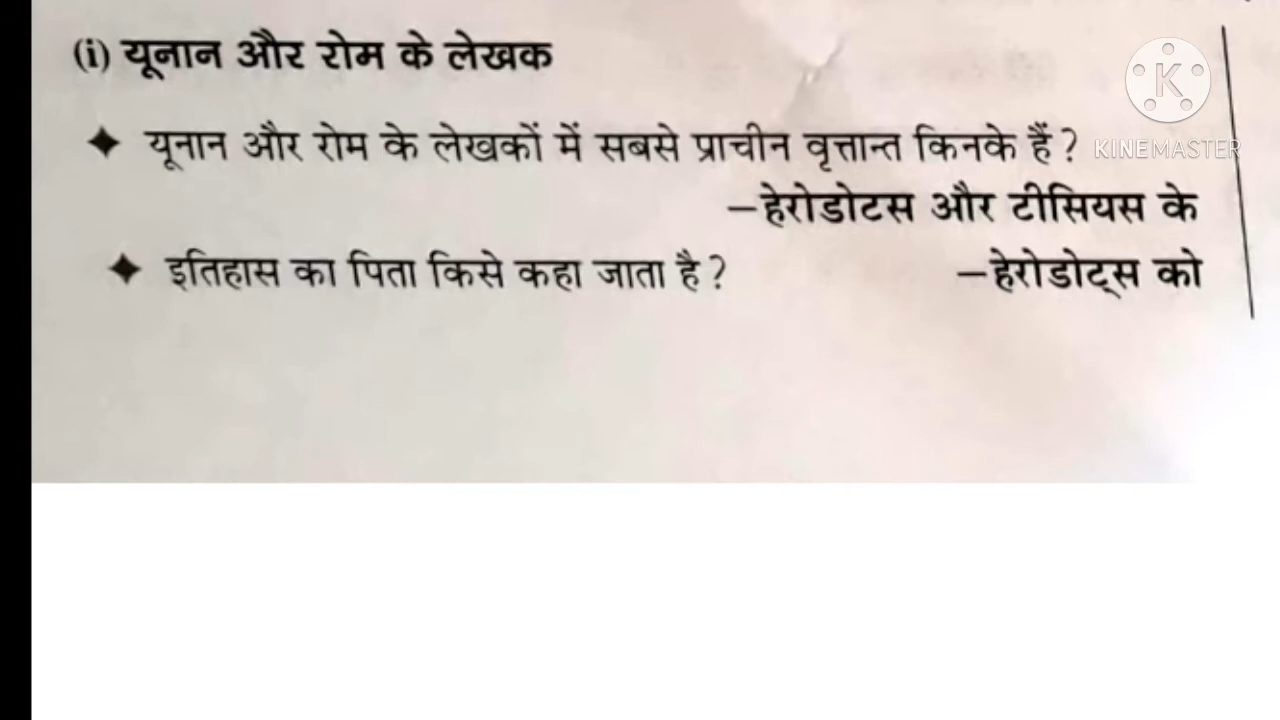 (i) यूनान और रोम के लेखक
K
KINEMASTER
✦ यूनान और रोम के लेखकों में सबसे प्राचीन वृत्तान्त किनके हैं ?
–हेरोडोटस और टीसियस के
✦ इतिहास का पिता किसे कहा जाता है ? –हेरोडोट्स को